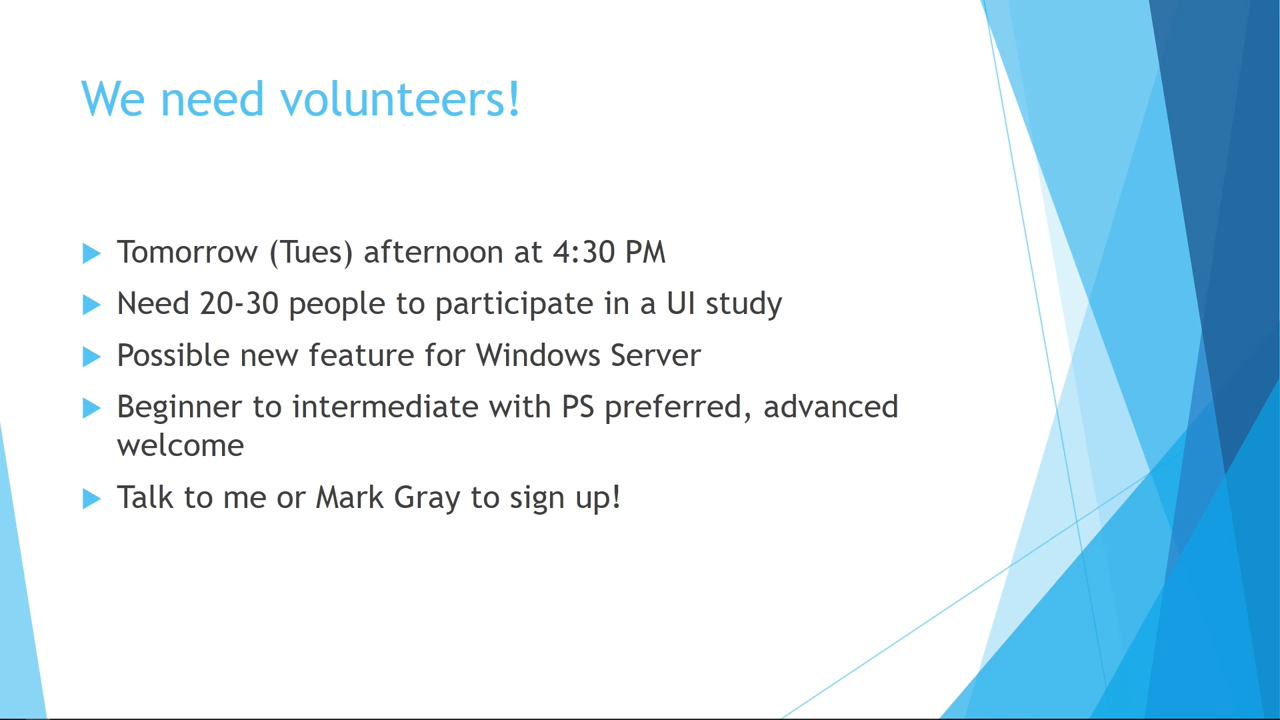 We need volunteers!
Tomorrow (Tues) afternoon at 4:30 PM
Need 20-30 people to participate in a UI study
Possible new feature for Windows Server
Beginner to intermediate with PS preferred, advanced
welcome
Talk to me or Mark Gray to sign up!